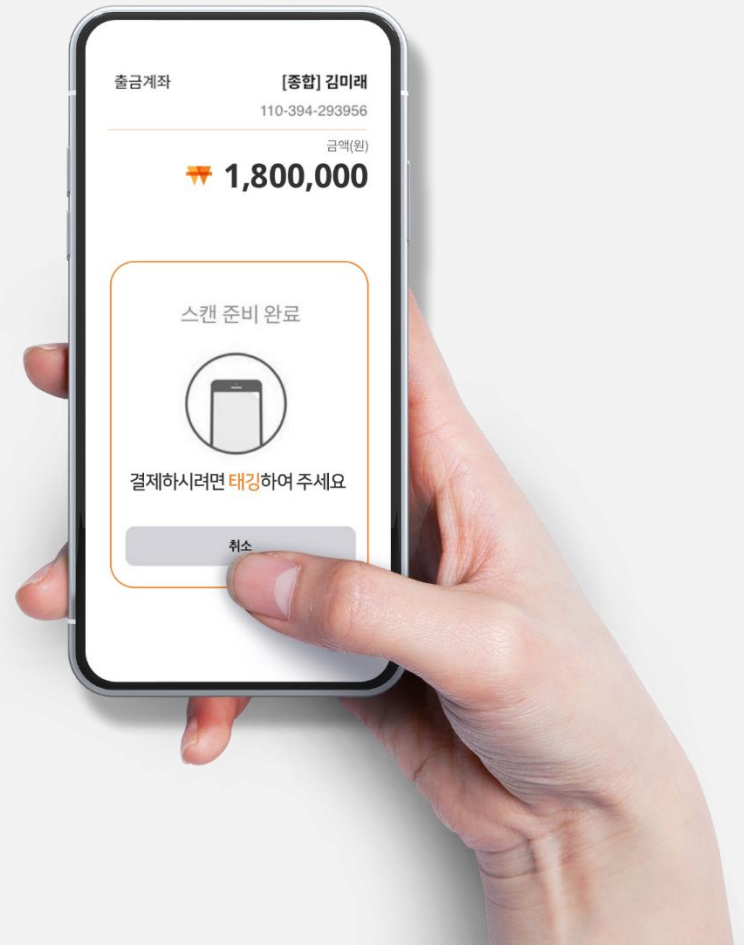 출금계좌 [종합] 김미래
110-394-293956
금액(원)
₩ 1,800,000
스캔 준비 완료
결제하시려면 태깅하여 주세요
취소